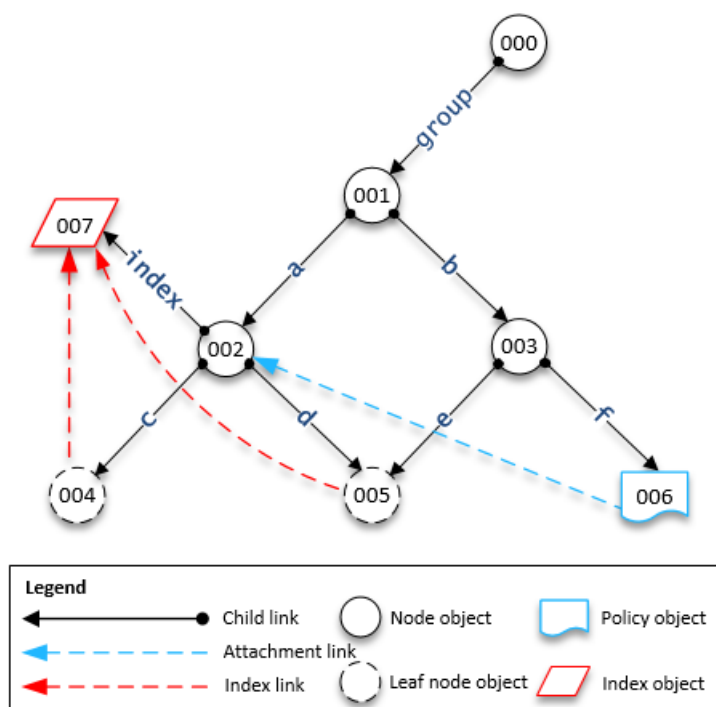 000
group
001
007
index
a
b
002
003
c
d
e
f
004
005
006
Legend
Child link
Node object
Policy object
Attachment link
Index link
Leaf node object
Index object